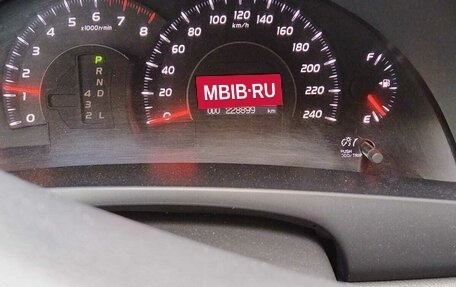 0 1 2 3 4 5 6 7 8
x1000r/min
P
R
N
D
4
3
2 L
0 20 40 60 80 100 120 140 160 180 200 220 240
km/h
MBIB·RU
ODO 228899 km
F
E
PUSH
ODO/TRIP